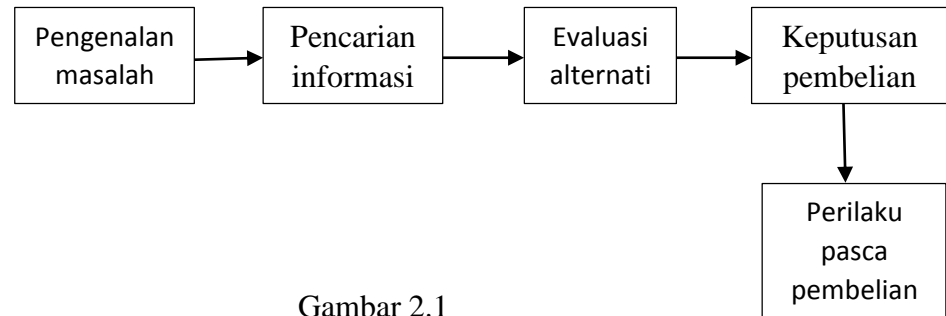 Pengenalan
masalah
Pencarian
informasi
Evaluasi
alternati
Keputusan
pembelian
Perilaku
pasca
pembelian
Gambar 2.1